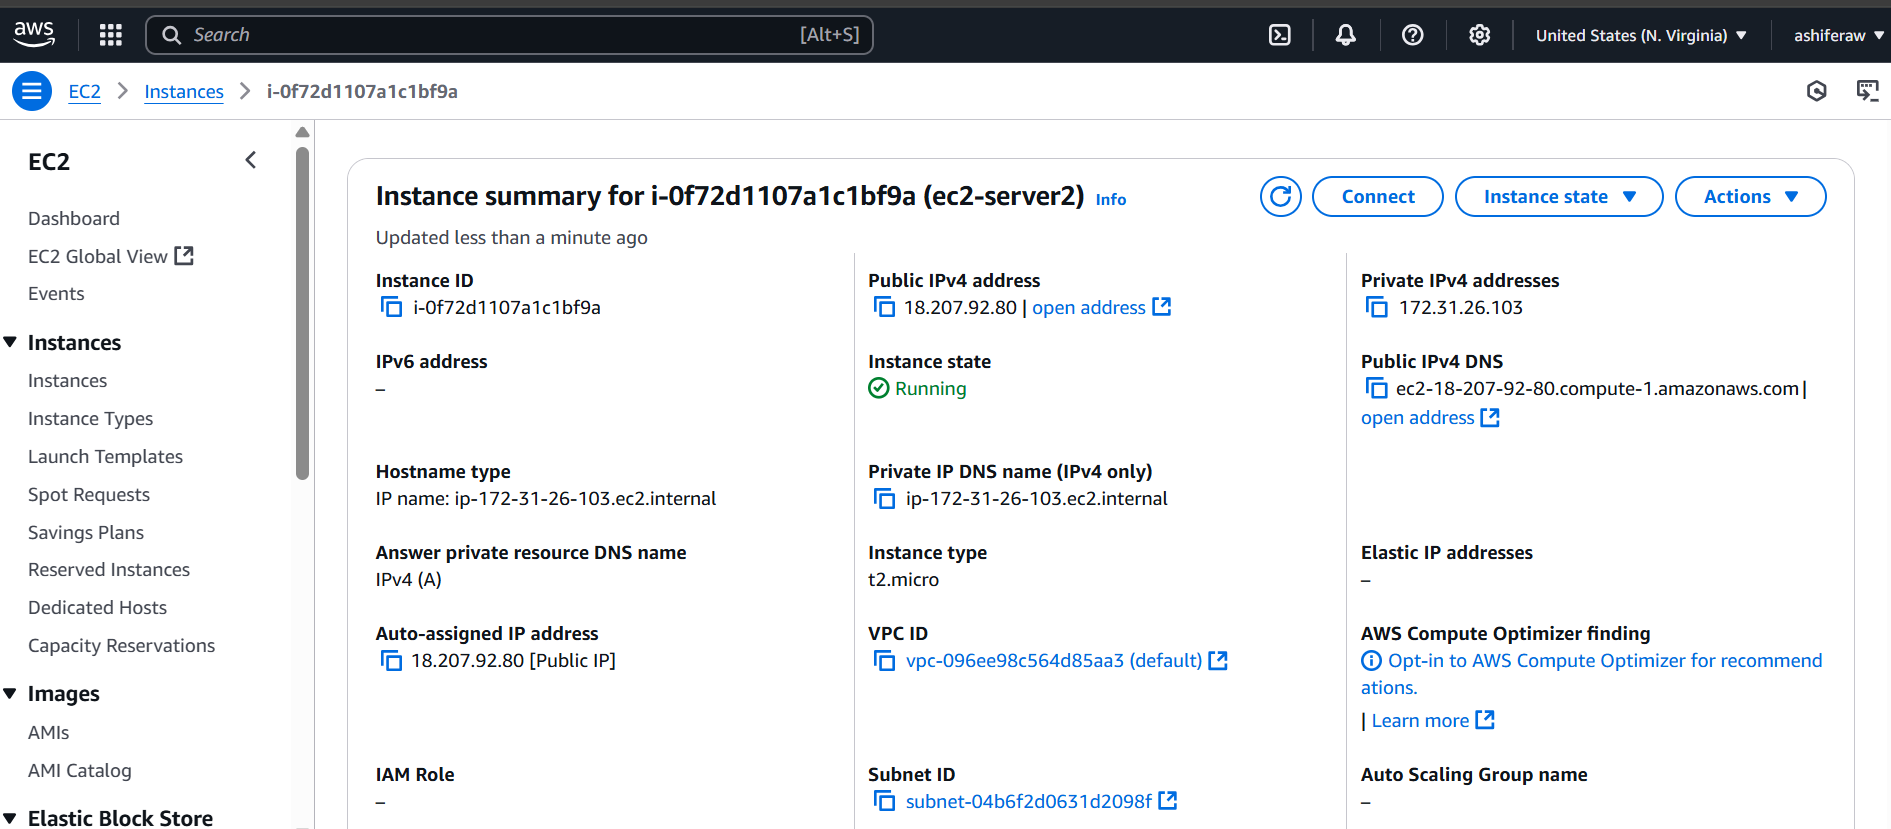 aws
Search
[Alt+S]
United States (N. Virginia)
ashiferaw
EC2
Instances
i-0f72d1107a1c1bf9a
EC2
Dashboard
EC2 Global View
Events
Instances
Instances
Instance Types
Launch Templates
Spot Requests
Savings Plans
Reserved Instances
Dedicated Hosts
Capacity Reservations
Images
AMIs
AMI Catalog
Elastic Block Store
Instance summary for i-0f72d1107a1c1bf9a (ec2-server2) Info
Updated less than a minute ago
Connect
Instance state
Actions
Instance ID
i-0f72d1107a1c1bf9a
Public IPv4 address
18.207.92.80 | open address
Private IPv4 addresses
172.31.26.103
IPv6 address
–
Instance state
Running
Public IPv4 DNS
ec2-18-207-92-80.compute-1.amazonaws.com |
open address
Hostname type
IP name: ip-172-31-26-103.ec2.internal
Private IP DNS name (IPv4 only)
ip-172-31-26-103.ec2.internal
Answer private resource DNS name
IPv4 (A)
Instance type
t2.micro
Elastic IP addresses
–
Auto-assigned IP address
18.207.92.80 [Public IP]
VPC ID
vpc-096ee98c564d85aa3 (default)
AWS Compute Optimizer finding
Opt-in to AWS Compute Optimizer for recommend
ations.
| Learn more
IAM Role
–
Subnet ID
subnet-04b6f2d0631d2098f
Auto Scaling Group name
–